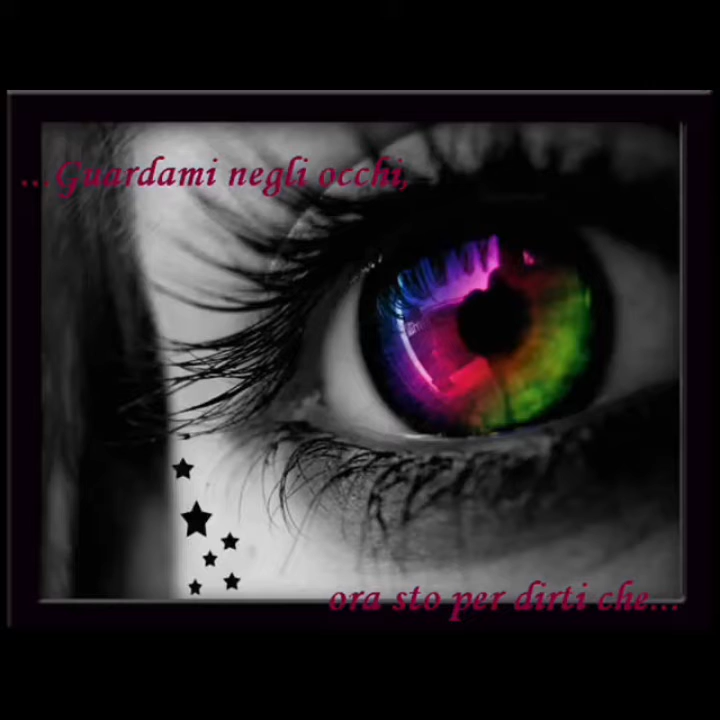 ...Guardami negli occhi,
ora sto per dirti che...